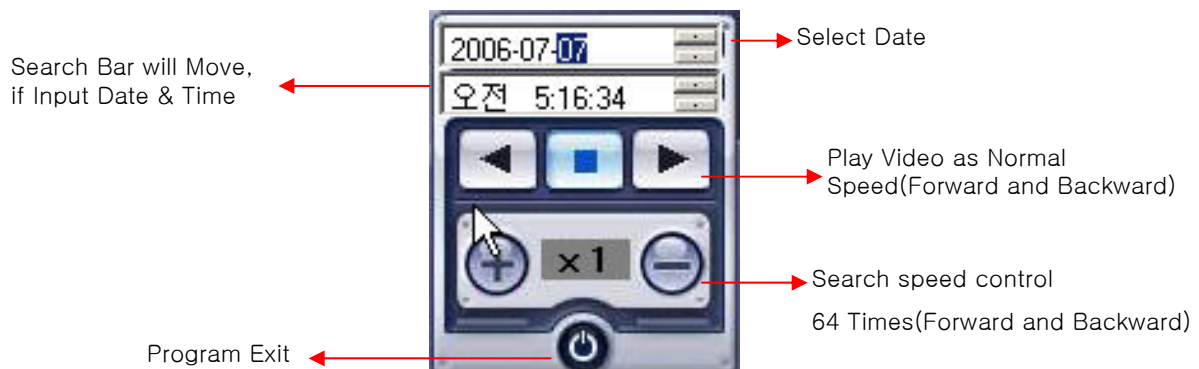 2006-07-07
Select Date
Search Bar will Move,
if Input Date & Time
오전 5:16:34
Play Video as Normal
Speed(Forward and Backward)
x1
Search speed control
64 Times(Forward and Backward)
Program Exit